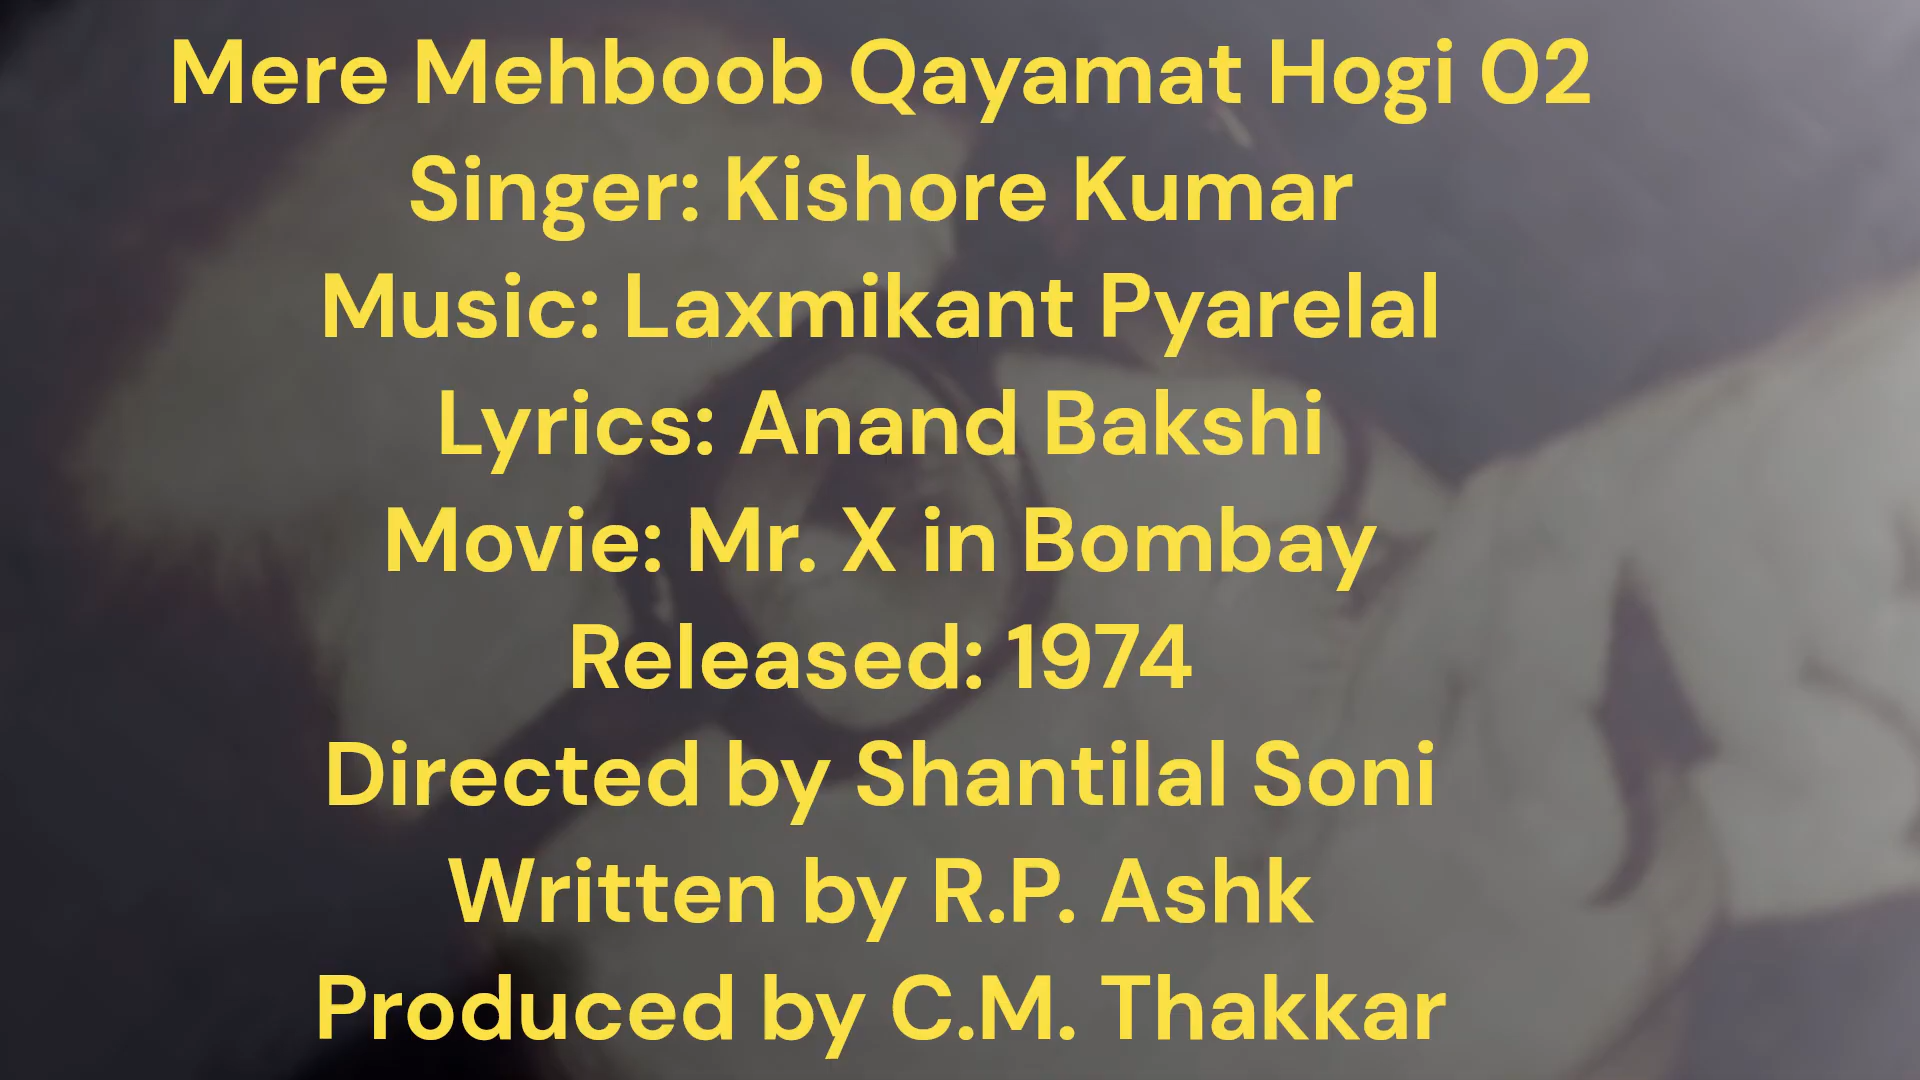 Mere Mehboob Qayamat Hogi 02
Singer: Kishore Kumar
Music: Laxmikant Pyarelal
Lyrics: Anand Bakshi
Movie: Mr. X in Bombay
Released: 1974
Directed by Shantilal Soni
Written by R.P. Ashk
Produced by C.M. Thakkar